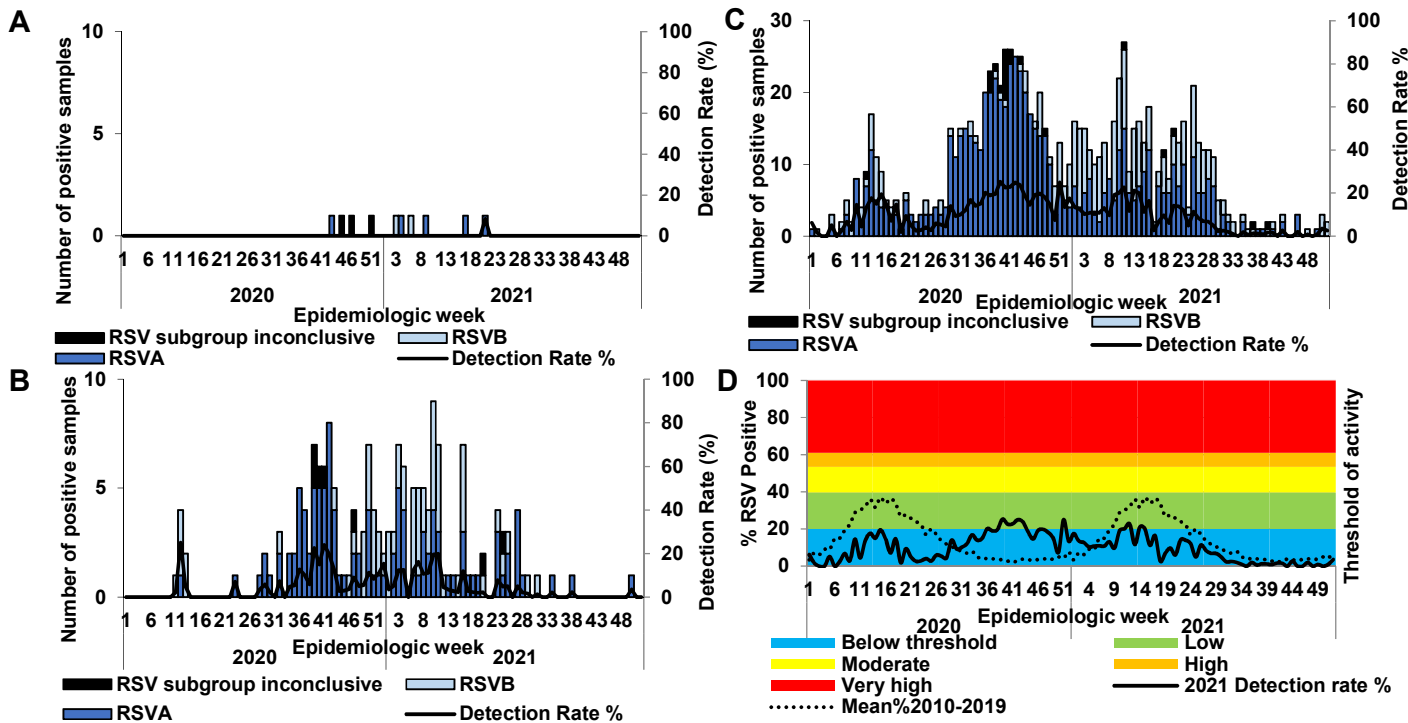 A
Number of positive samples
10
5
0
100
80
60
40
20
0
Detection Rate (%)
1 6 11 16 21 26 31 36 41 46 51 3 8 13 18 23 28 33 38 43 48
2020 2021
Epidemiologic week
RSV subgroup inconclusive RSVB
RSVA Detection Rate %
B
Number of positive samples
10
5
0
100
80
60
40
20
0
Detection Rate (%)
1 6 11 16 21 26 31 36 41 46 51 3 8 13 18 23 28 33 38 43 48
Epidemiologic week
2020 2021
RSV subgroup inconclusive RSVB
RSVA Detection Rate %
C
Number of positive samples
30
20
10
0
100
80
60
40
20
0
Detection Rate %
1 6 11 16 21 26 31 36 41 46 51 3 8 13 18 23 28 33 38 43 48
2020 2021
Epidemiologic week
RSV subgroup inconclusive RSVB
RSVA Detection Rate %
D
% RSV Positive
100
80
60
40
20
0
Threshold of activity
1 6 11 16 21 26 31 36 41 46 51 4 9 14 19 24 29 34 39 44 49
Epidemiologic week
2020 2021
Below threshold Low
Moderate High
Very high 2021 Detection rate %
Mean%2010-2019